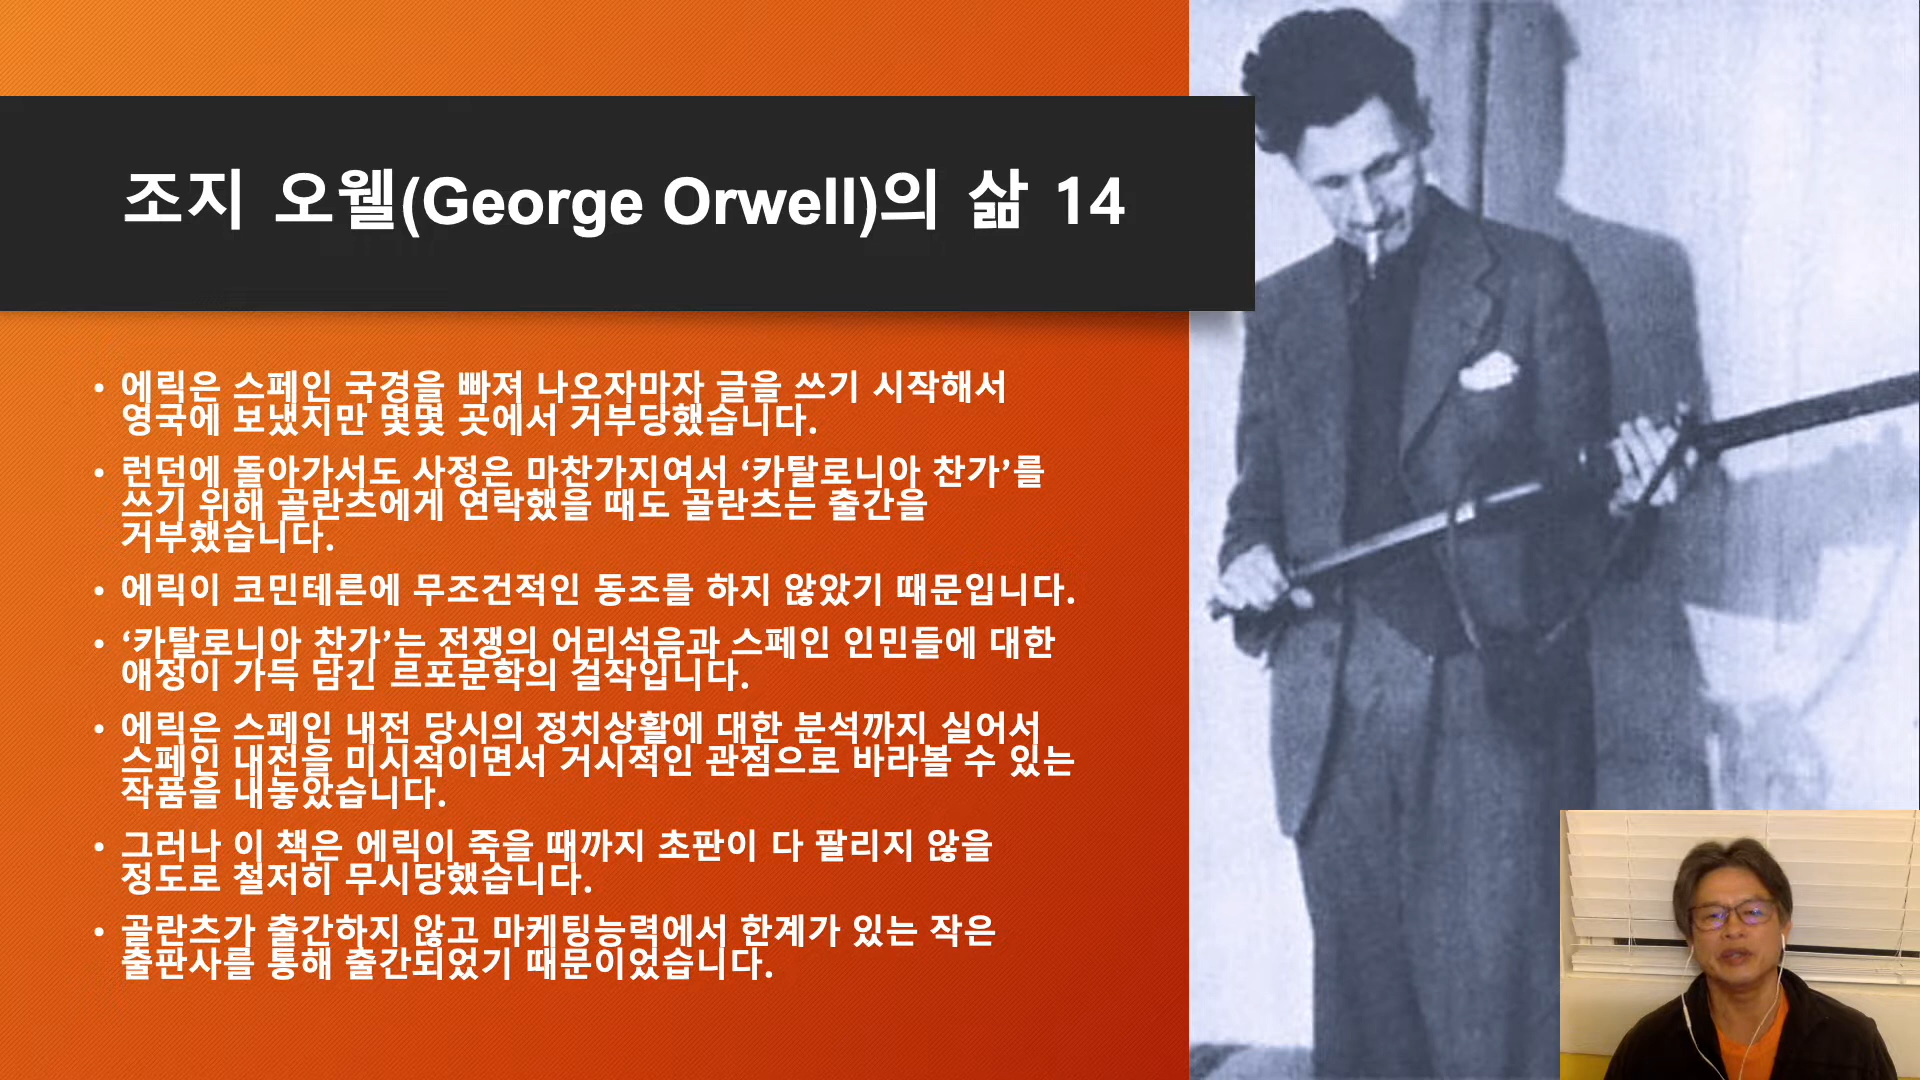 조지 오웰(George Orwell)의 삶 14
• 에릭은 스페인 국경을 빠져 나오자마자 글을 쓰기 시작해서
영국에 보냈지만 몇몇 곳에서 거부당했습니다.
• 런던에 돌아가서도 사정은 마찬가지여서 ‘카탈로니아 찬가’를
쓰기 위해 골란츠에게 연락했을 때도 골란츠는 출간을
거부했습니다.
• 에릭이 코민테른에 무조건적인 동조를 하지 않았기 때문입니다.
• ‘카탈로니아 찬가’는 전쟁의 어리석음과 스페인 인민들에 대한
애정이 가득 담긴 르포문학의 걸작입니다.
• 에릭은 스페인 내전 당시의 정치상황에 대한 분석까지 실어서
스페인 내전을 미시적이면서 거시적인 관점으로 바라볼 수 있는
작품을 내놓았습니다.
• 그러나 이 책은 에릭이 죽을 때까지 초판이 다 팔리지 않을
정도로 철저히 무시당했습니다.
• 골란츠가 출간하지 않고 마케팅능력에서 한계가 있는 작은
출판사를 통해 출간되었기 때문이었습니다.